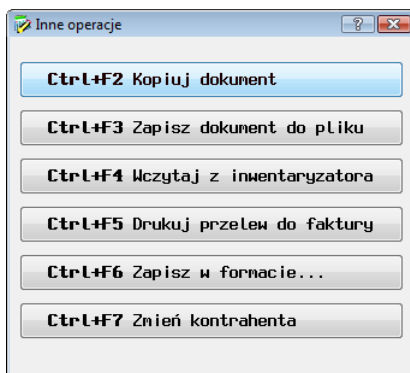 Inne operacje
Ctrl+F2 Kopiuj dokument
Ctrl+F3 Zapisz dokument do pliku
Ctrl+F4 Wczytaj z inwentaryzatora
Ctrl+F5 Drukuj przelew do faktury
Ctrl+F6 Zapisz w formacie...
Ctrl+F7 Zmień kontrahenta